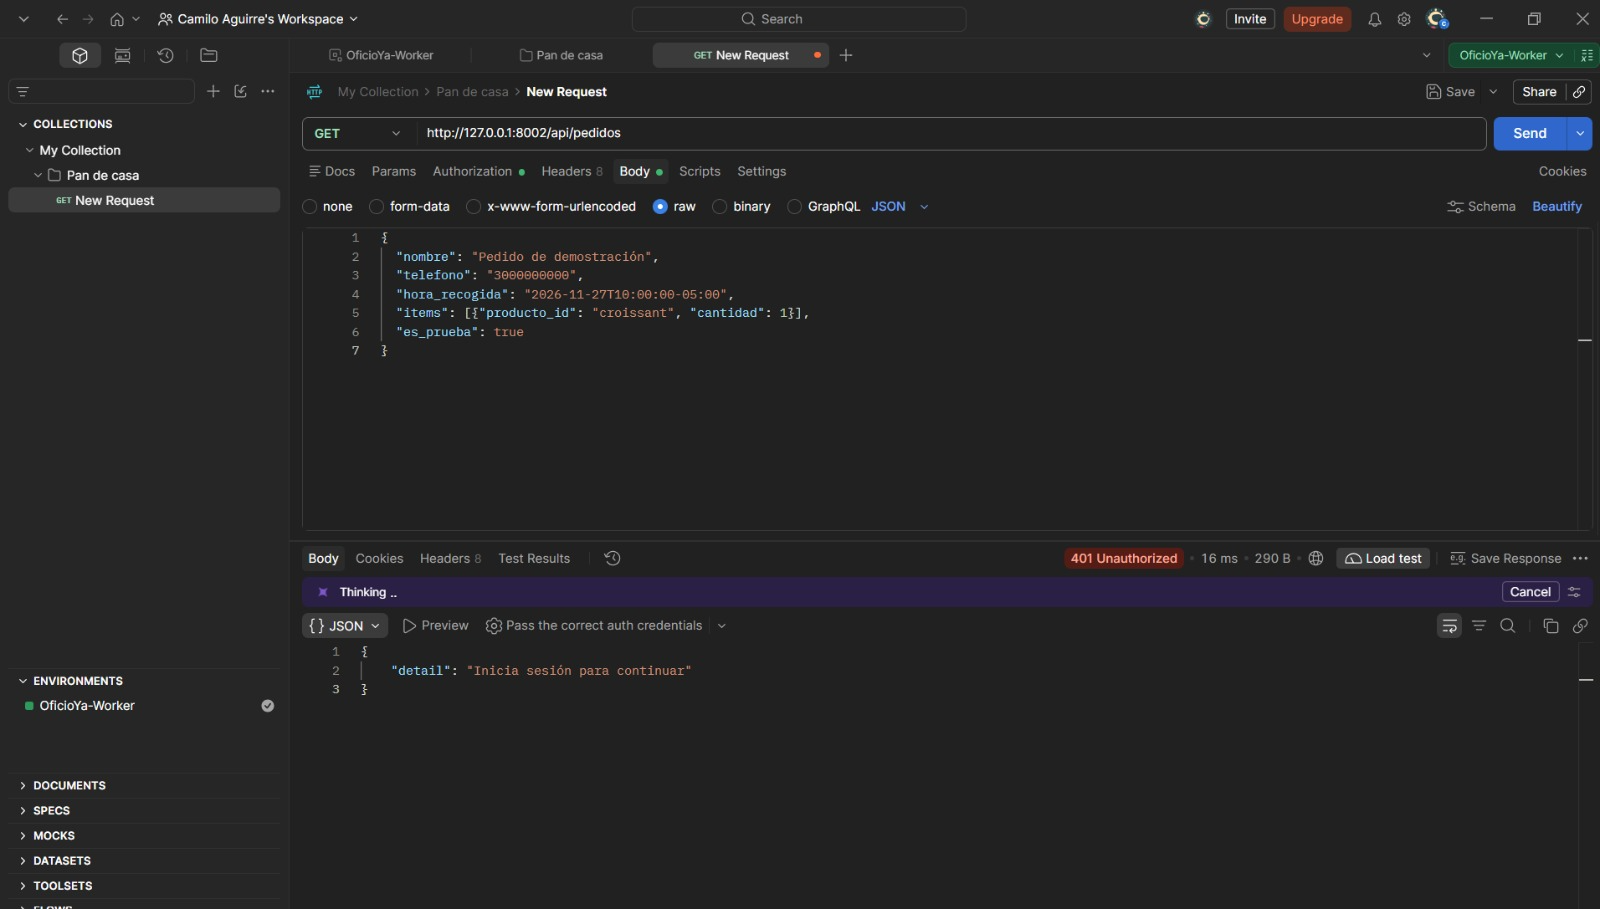 Camilo Aguirre's Workspace
Search
Invite
Upgrade
OficioYa-Worker
Pan de casa
GET New Request
OficioYa-Worker
My Collection > Pan de casa > New Request
Save
Share
COLLECTIONS
My Collection
Pan de casa
GET New Request
GET
http://127.0.0.1:8002/api/pedidos
Send
Docs
Params
Authorization
Headers 8
Body
Scripts
Settings
Cookies
none
form-data
x-www-form-urlencoded
raw
binary
GraphQL
JSON
Schema
Beautify
1 {
2 "nombre": "Pedido de demostración",
3 "telefono": "3000000000",
4 "hora_recogida": "2026-11-27T10:00:00-05:00",
5 "items": [{"producto_id": "croissant", "cantidad": 1}],
6 "es_prueba": true
7 }
Body
Cookies
Headers 8
Test Results
401 Unauthorized
16 ms
290 B
Load test
e.g. Save Response
Thinking ..
Cancel
{} JSON
Preview
Pass the correct auth credentials
1 {
2 "detail": "Inicia sesión para continuar"
3 }
ENVIRONMENTS
OficioYa-Worker
DOCUMENTS
SPECS
MOCKS
DATASETS
TOOLSETS
FLOWS